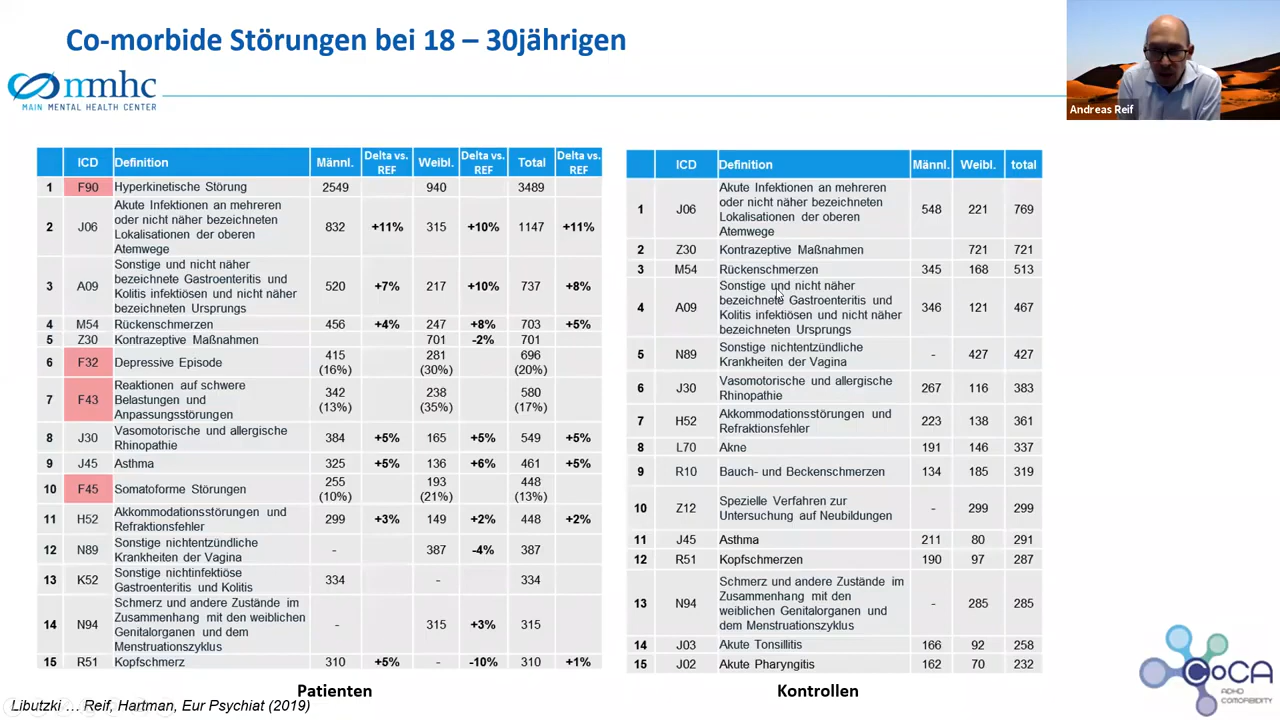 Co-morbide Störungen bei 18 – 30jährigen
mmhc
MAIN MENTAL HEALTH CENTER
Andreas Reif
ICD Definition Männl. Delta vs. REF Weibl. Delta vs. REF Total Delta vs. REF
1 F90 Hyperkinetische Störung 2549 940 3489
2 J06 Akute Infektionen an mehreren
oder nicht näher bezeichneten
Lokalisationen der oberen
Atemwege 832 +11% 315 +10% 1147 +11%
3 A09 Sonstige und nicht näher
bezeichnete Gastroenteritis und
Kolitis infektiösen und nicht näher
bezeichneten Ursprungs 520 +7% 217 +10% 737 +8%
4 M54 Rückenschmerzen 456 +4% 247 +8% 703 +5%
5 Z30 Kontrazeptive Maßnahmen 701 -2% 701
6 F32 Depressive Episode 415 (16%) 281 (30%) 696 (20%)
7 F43 Reaktionen auf schwere
Belastungen und
Anpassungsstörungen 342 (13%) 238 (35%) 580 (17%)
8 J30 Vasomotorische und allergische
Rhinopathie 384 +5% 165 +5% 549 +5%
9 J45 Asthma 325 +5% 136 +6% 461 +5%
10 F45 Somatoforme Störungen 255 (10%) 193 (21%) 448 (13%)
11 H52 Akkommodationsstörungen und
Refraktionsfehler 299 +3% 149 +2% 448 +2%
12 N89 Sonstige nichtentzündliche
Krankheiten der Vagina - 387 -4% 387
13 K52 Sonstige nichtinfektiöse
Gastroenteritis und Kolitis 334 - 334
14 N94 Schmerz und andere Zustände im
Zusammenhang mit den weiblichen
Genitalorganen und dem
Menstruationszyklus - 315 +3% 315
15 R51 Kopfschmerz 310 +5% - -10% 310 +1%
Patienten
ICD Definition Männl. Weibl. total
1 J06 Akute Infektionen an mehreren
oder nicht näher bezeichneten
Lokalisationen der oberen
Atemwege 548 221 769
2 Z30 Kontrazeptive Maßnahmen 721 721
3 M54 Rückenschmerzen 345 168 513
4 A09 Sonstige und nicht näher
bezeichnete Gastroenteritis und
Kolitis infektiösen und nicht näher
bezeichneten Ursprungs 346 121 467
5 N89 Sonstige nichtentzündliche
Krankheiten der Vagina - 427 427
6 J30 Vasomotorische und allergische
Rhinopathie 267 116 383
7 H52 Akkommodationsstörungen und
Refraktionsfehler 223 138 361
8 L70 Akne 191 146 337
9 R10 Bauch- und Beckenschmerzen 134 185 319
10 Z12 Spezielle Verfahren zur
Untersuchung auf Neubildungen - 299 299
11 J45 Asthma 211 80 291
12 R51 Kopfschmerzen 190 97 287
13 N94 Schmerz und andere Zustände im
Zusammenhang mit den
weiblichen Genitalorganen und
dem Menstruationszyklus - 285 285
14 J03 Akute Tonsillitis 166 92 258
15 J02 Akute Pharyngitis 162 70 232
Kontrollen
Libutzki … Reif, Hartman, Eur Psychiat (2019)
CoCA
ADHD
COMORBIDITY